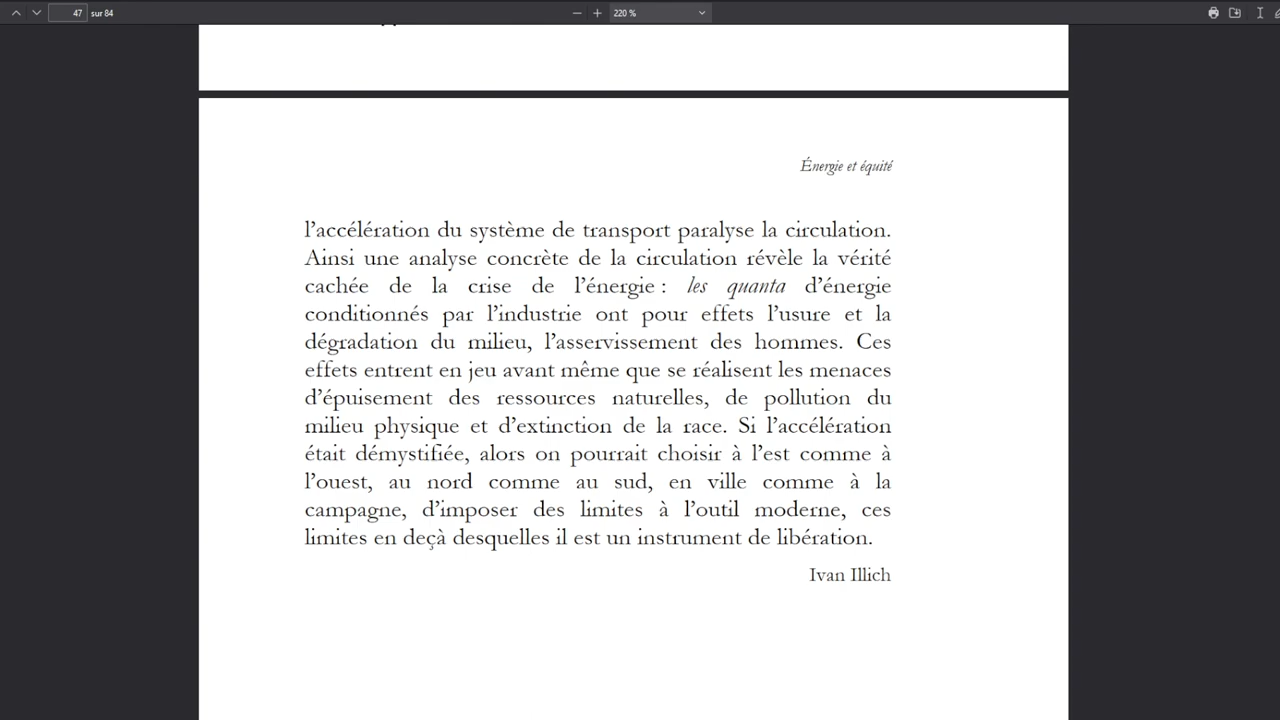 47 sur 84
220 %
Énergie et équité
l’accélération du système de transport paralyse la circulation.
Ainsi une analyse concrète de la circulation révèle la vérité
cachée de la crise de l’énergie : les quanta d’énergie
conditionnés par l’industrie ont pour effets l’usure et la
dégradation du milieu, l’asservissement des hommes. Ces
effets entrent en jeu avant même que se réalisent les menaces
d’épuisement des ressources naturelles, de pollution du
milieu physique et d’extinction de la race. Si l’accélération
était démystifiée, alors on pourrait choisir à l’est comme à
l’ouest, au nord comme au sud, en ville comme à la
campagne, d’imposer des limites à l’outil moderne, ces
limites en deçà desquelles il est un instrument de libération.
Ivan Illich